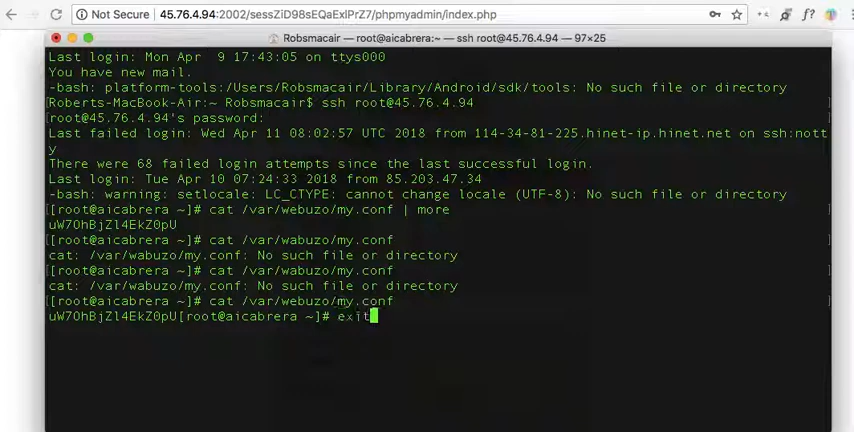 Not Secure | 45.76.4.94:2002/sessZiD98sEQaExlPrZ7/phpmyadmin/index.php
f?
Robsmacair — root@aicabrera:~ — ssh root@45.76.4.94 — 97×25
Last login: Mon Apr  9 17:43:05 on ttys000
You have new mail.
-bash: platform-tools:/Users/Robsmacair/Library/Android/sdk/tools: No such file or directory
Roberts-MacBook-Air:~ Robsmacair$ ssh root@45.76.4.94
[root@45.76.4.94's password:
Last failed login: Wed Apr 11 08:02:57 UTC 2018 from 114-34-81-225.hinet-ip.hinet.net on ssh:nott
y
There were 68 failed login attempts since the last successful login.
Last login: Tue Apr 10 07:24:33 2018 from 85.203.47.34
-bash: warning: setlocale: LC_CTYPE: cannot change locale (UTF-8): No such file or directory
[[root@aicabrera ~]# cat /var/webuzo/my.conf | more
uW7OhBjZl4EkZ0pU
[[root@aicabrera ~]# cat /var/wabuzo/my.conf
cat: /var/wabuzo/my.conf: No such file or directory
[[root@aicabrera ~]# cat /var/wabuzo/my.conf
cat: /var/wabuzo/my.conf: No such file or directory
[[root@aicabrera ~]# cat /var/webuzo/my.conf
uW7OhBjZl4EkZ0pU[root@aicabrera ~]# exit